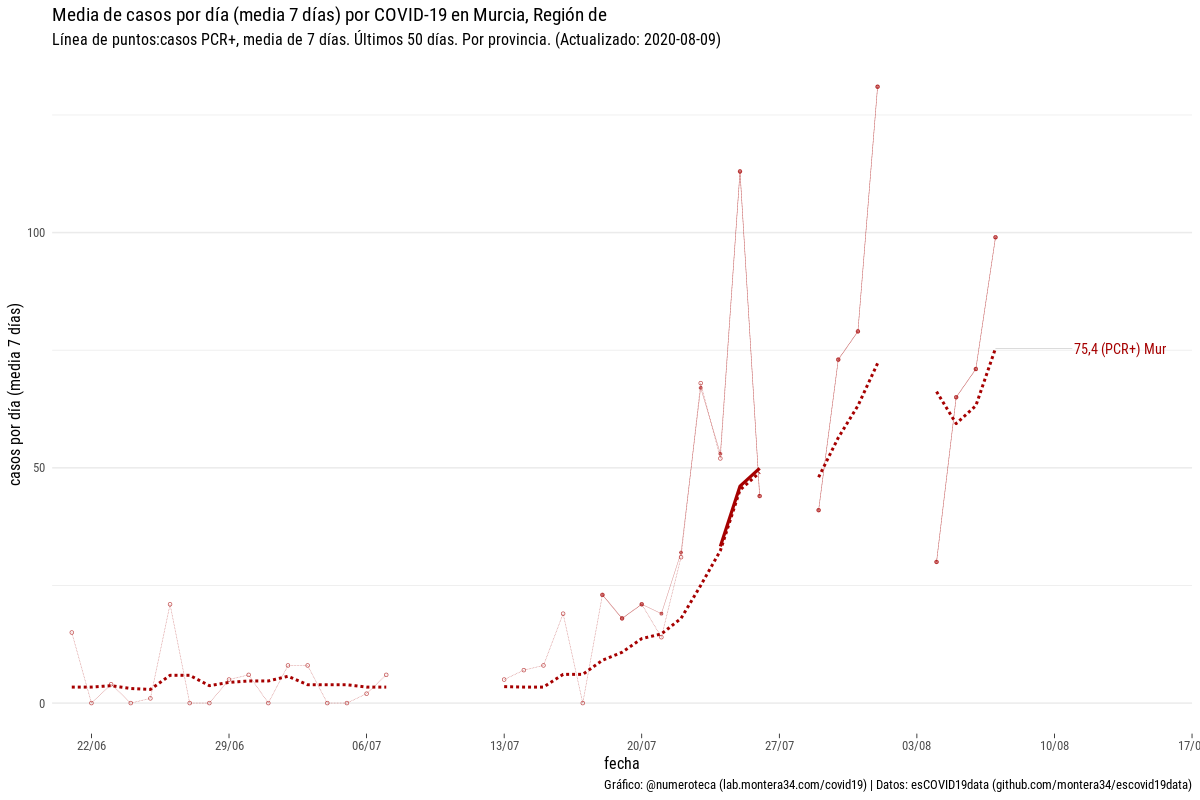 Media de casos por día (media 7 días) por COVID-19 en Murcia, Región de
Línea de puntos:casos PCR+, media de 7 días. Últimos 50 días. Por provincia. (Actualizado: 2020-08-09)
casos por día (media 7 días)
100
50
0
75,4 (PCR+) Mur
22/06
29/06
06/07
13/07
20/07
27/07
03/08
10/08
17/0
fecha
Gráfico: @numeroteca (lab.montera34.com/covid19) | Datos: esCOVID19data (github.com/montera34/escovid19data)